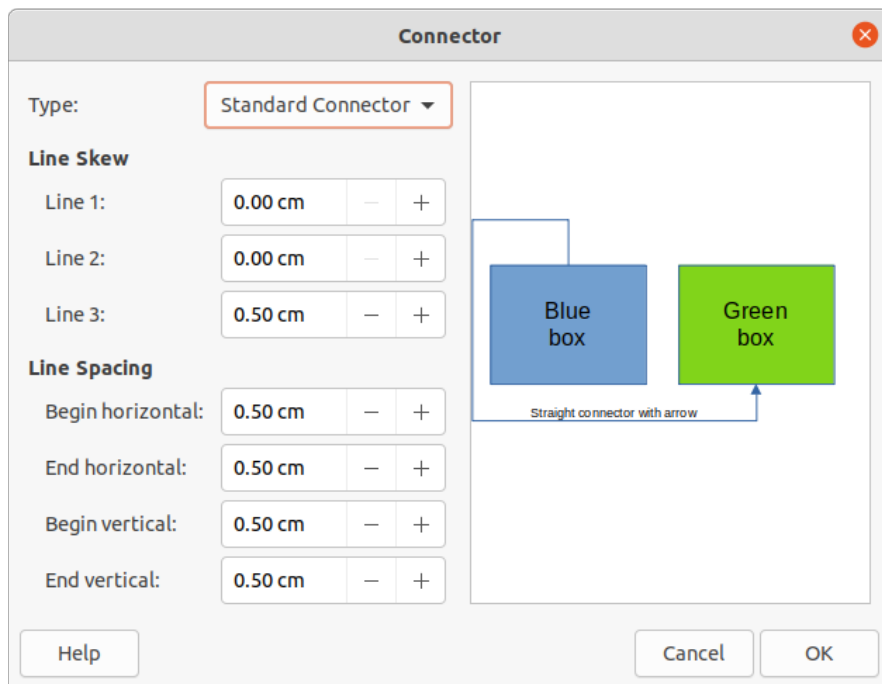 Connector
Type: Standard Connector
Line Skew
Line 1: 0.00 cm
Line 2: 0.00 cm
Line 3: 0.50 cm
Line Spacing
Begin horizontal: 0.50 cm
End horizontal: 0.50 cm
Begin vertical: 0.50 cm
End vertical: 0.50 cm
Blue
box
Green
box
Straight connector with arrow
Help
Cancel
OK